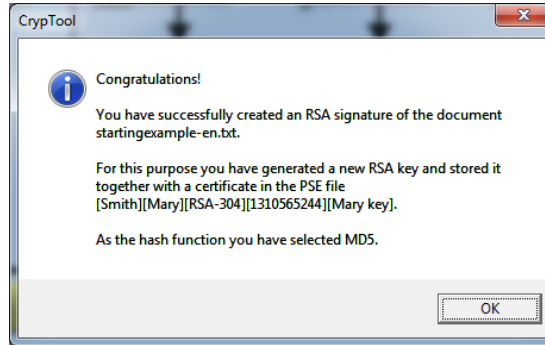 CrypTool
Congratulations!
You have successfully created an RSA signature of the document
startingexample-en.txt.
For this purpose you have generated a new RSA key and stored it
together with a certificate in the PSE file
[Smith][Mary][RSA-304][1310565244][Mary key].
As the hash function you have selected MD5.
OK